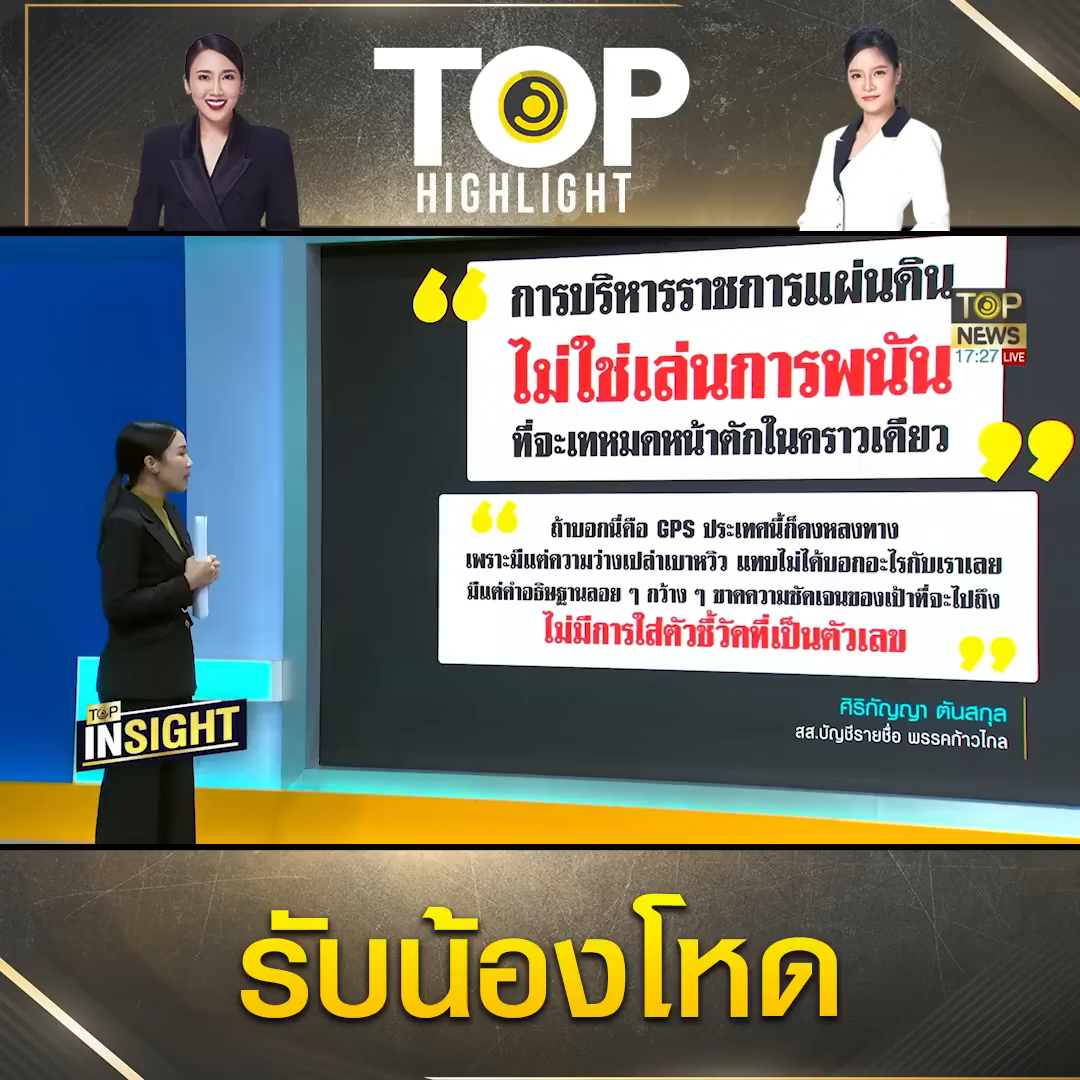 TOP
HIGHLIGHT
“ การบริหารราชการแผ่นดิน
ไม่ใช่เล่นการพนัน
ที่จะเทหมดหน้าตักในคราวเดียว ”
TOP
NEWS
17:27 LIVE
“ ถ้าบอกนี่คือ GPS ประเทศนี้ก็คงหลงทาง
เพราะมีแต่ความว่างเปล่าเบาหวิว แทบไม่ได้บอกอะไรกับเราเลย
มีแต่คำอธิษฐานลอย ๆ กว้าง ๆ ขาดความชัดเจนของเป้าที่จะไปถึง
ไม่มีการใส่ตัวชี้วัดที่เป็นตัวเลข ”
ศิริกัญญา ตันสกุล
สส.บัญชีรายชื่อ พรรคก้าวไกล
TOP
INSIGHT
รับน้องโหด